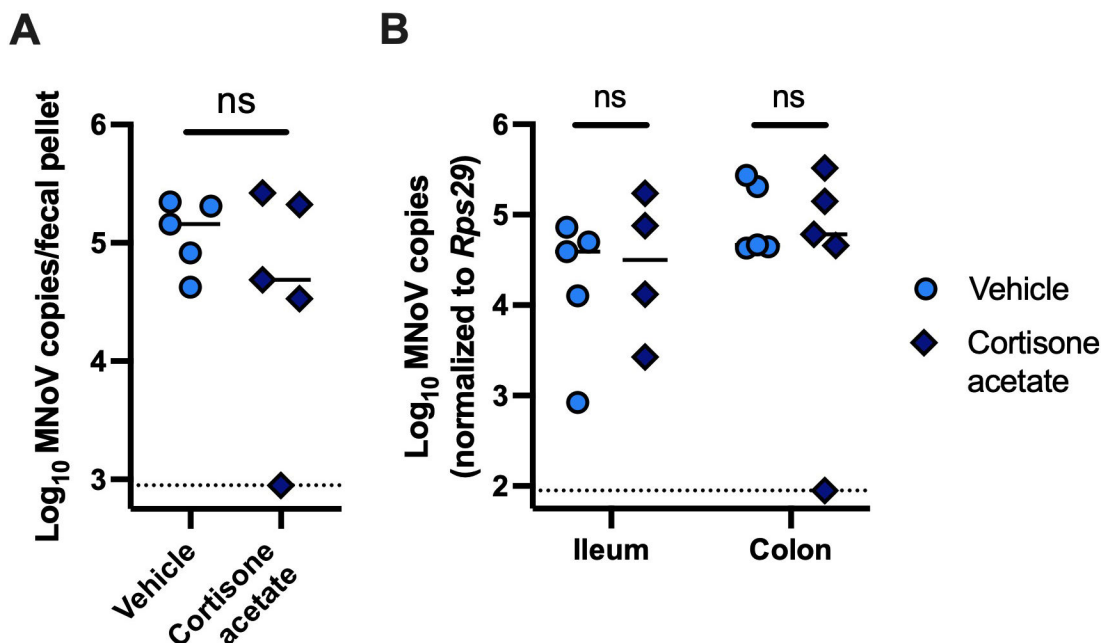 A
Log10 MNoV copies/fecal pellet
6
5
4
3
ns
Vehicle
Cortisone
acetate
B
Log10 MNoV copies
(normalized to Rps29)
6
5
4
3
2
ns
ns
Ileum
Colon
Vehicle
Cortisone
acetate